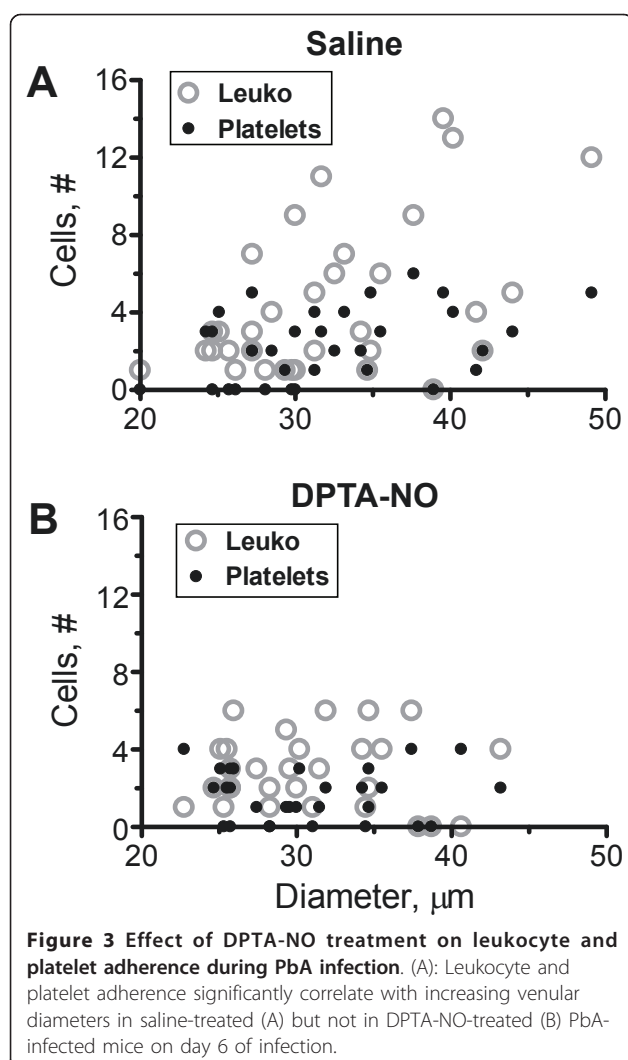 Saline
A
16
12
8
4
0
Cells, #
Leuko
Platelets
20
30
40
50
DPTA-NO
B
16
12
8
4
0
Cells, #
Leuko
Platelets
20
30
40
50
Diameter, μm
Figure 3 Effect of DPTA-NO treatment on leukocyte and
platelet adherence during PbA infection. (A): Leukocyte and
platelet adherence significantly correlate with increasing venular
diameters in saline-treated (A) but not in DPTA-NO-treated (B) PbA-
infected mice on day 6 of infection.